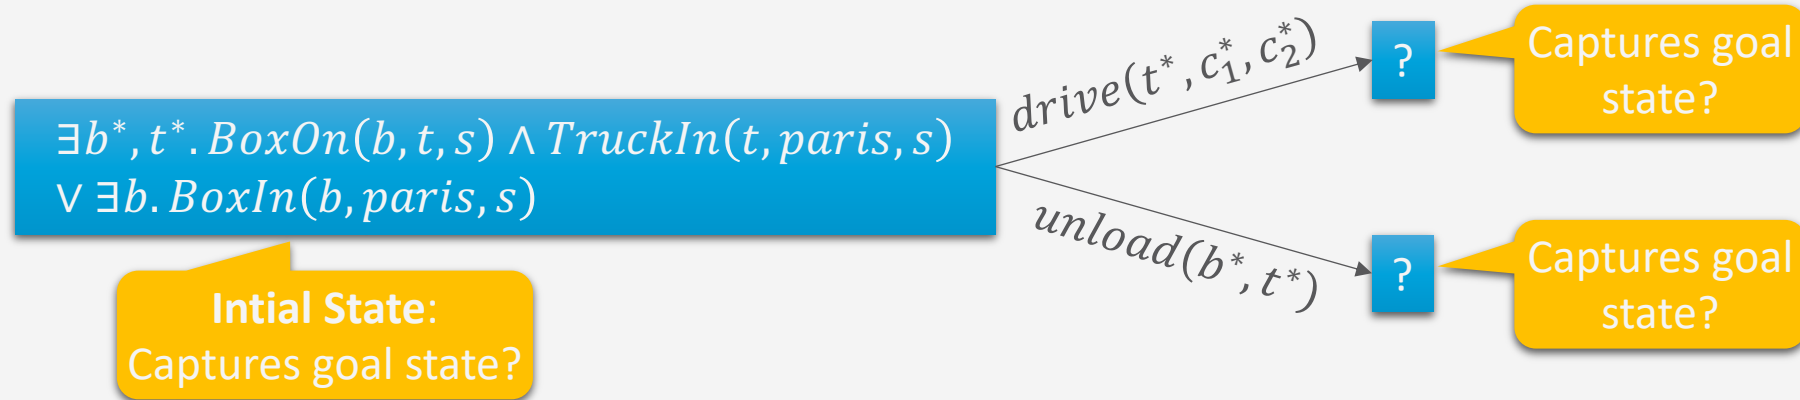 ∃b*, t*. BoxOn(b, t, s) ∧ TruckIn(t, paris, s)
∨ ∃b. BoxIn(b, paris, s)
Intial State:
Captures goal state?
drive(t*, c₁*, c₂*)
?
Captures goal
state?
unload(b*, t*)
?
Captures goal
state?